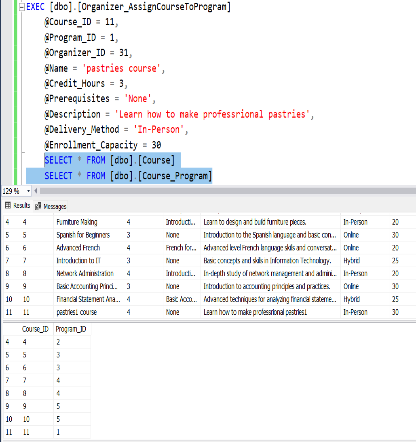 EXEC [dbo].[Organizer_AssignCourseToProgram]
@Course_ID = 11,
@Program_ID = 1,
@Organizer_ID = 31,
@Name = 'pastries course',
@Credit_Hours = 3,
@Prerequisites = 'None',
@Description = 'Learn how to make professrional pastries',
@Delivery_Method = 'In-Person',
@Enrollment_Capacity = 30
SELECT * FROM [dbo].[Course]
SELECT * FROM [dbo].[Course_Program]
129 %
Results Messages
4 4 Furniture Making 4 Introducti... Learn to design and build furniture pieces. In-Person 20
5 5 Spanish for Beginners 3 None Introduction to the Spanish language and basic con... Online 30
6 6 Advanced French 4 French for... Advanced level French language skills and conversat... Online 20
7 7 Introduction to IT 3 None Basic concepts and skills in Information Technology. Hybrid 25
8 8 Network Administration 4 Introducti... In-depth study of network management and admini... In-Person 20
9 9 Basic Accounting Princi... 3 None Introduction to accounting principles and practices. Online 30
10 10 Financial Statement Ana... 4 Basic Acco... Advanced techniques for analyzing financial stateme... Hybrid 25
11 11 pastries1 course 4 None Learn how to make professrional pastries1 In-Person 30
Course_ID Program_ID
4 4 2
5 5 3
6 6 3
7 7 4
8 8 4
9 9 5
10 10 5
11 11 1